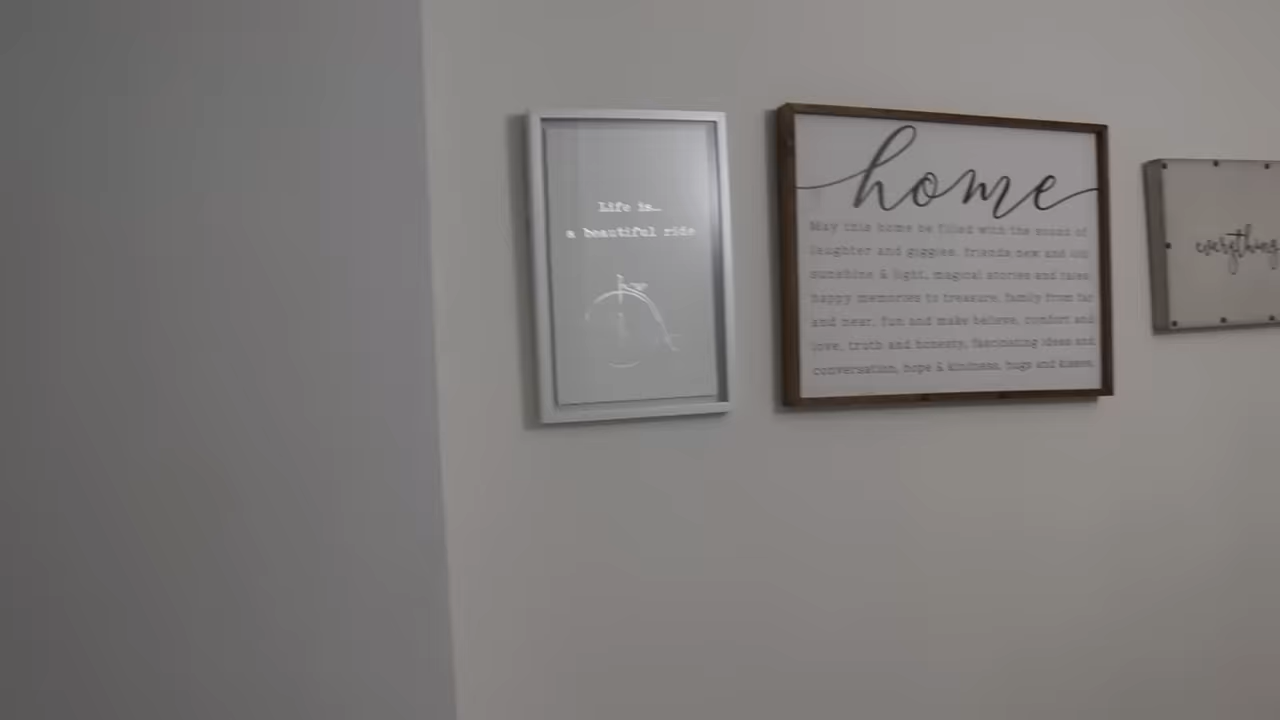 Life is…
a beautiful ride
home
May this home be filled with the sound of
laughter and giggles, friends new and old
sunshine & light, magical stories and tales
happy memories to treasure, family from far
and near, fun and make believe, comfort and
love, truth and honesty, fascinating ideas and
conversation, hope & kindness, hugs and kisses.
everything